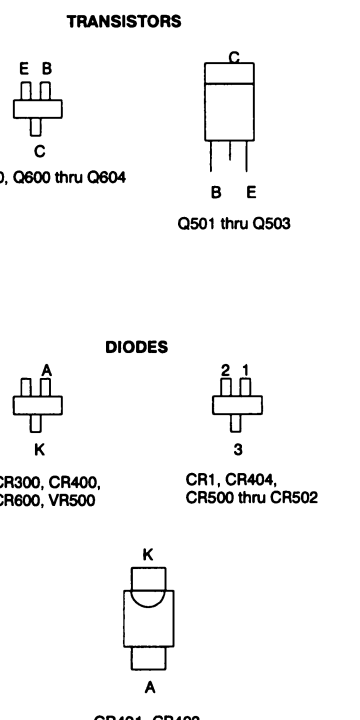 TRANSISTORS
E B
C
C
B E
Q600 thru Q604
Q501 thru Q503
DIODES
A
K
2 1
3
CR300, CR400,
CR600, VR500
CR1, CR404,
CR500 thru CR502
K
A